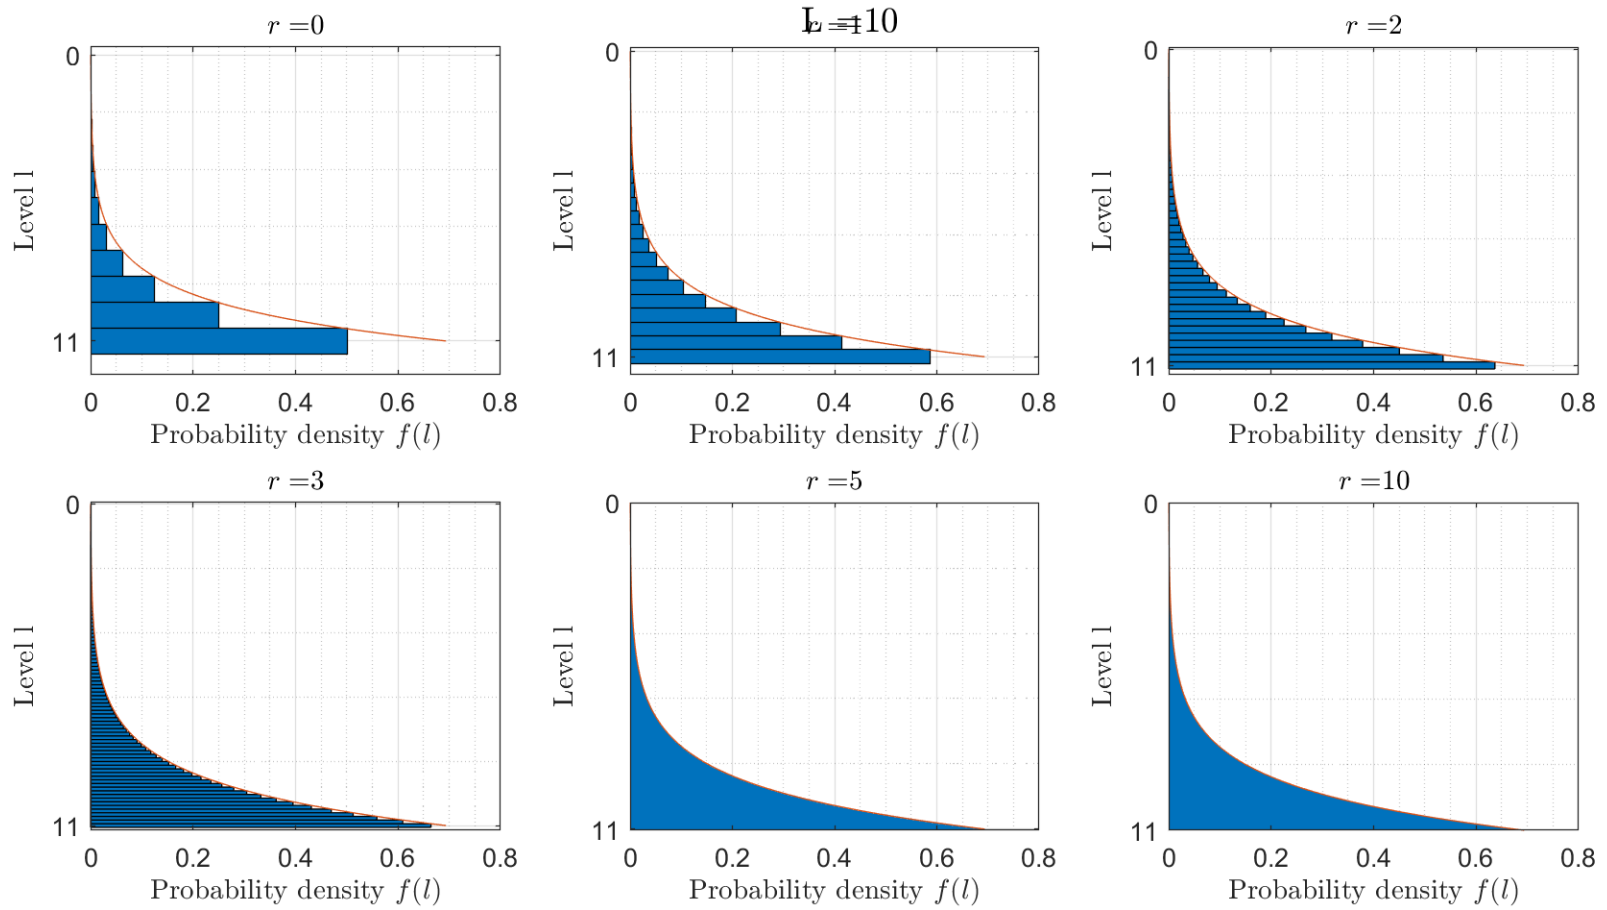 r =0
L =10
r =1
r =2
0
Level l
11
0 0.2 0.4 0.6 0.8
Probability density f(l)
0
Level l
11
0 0.2 0.4 0.6 0.8
Probability density f(l)
0
Level l
11
0 0.2 0.4 0.6 0.8
Probability density f(l)
r =3
r =5
r =10
0
Level l
11
0 0.2 0.4 0.6 0.8
Probability density f(l)
0
Level l
11
0 0.2 0.4 0.6 0.8
Probability density f(l)
0
Level l
11
0 0.2 0.4 0.6 0.8
Probability density f(l)